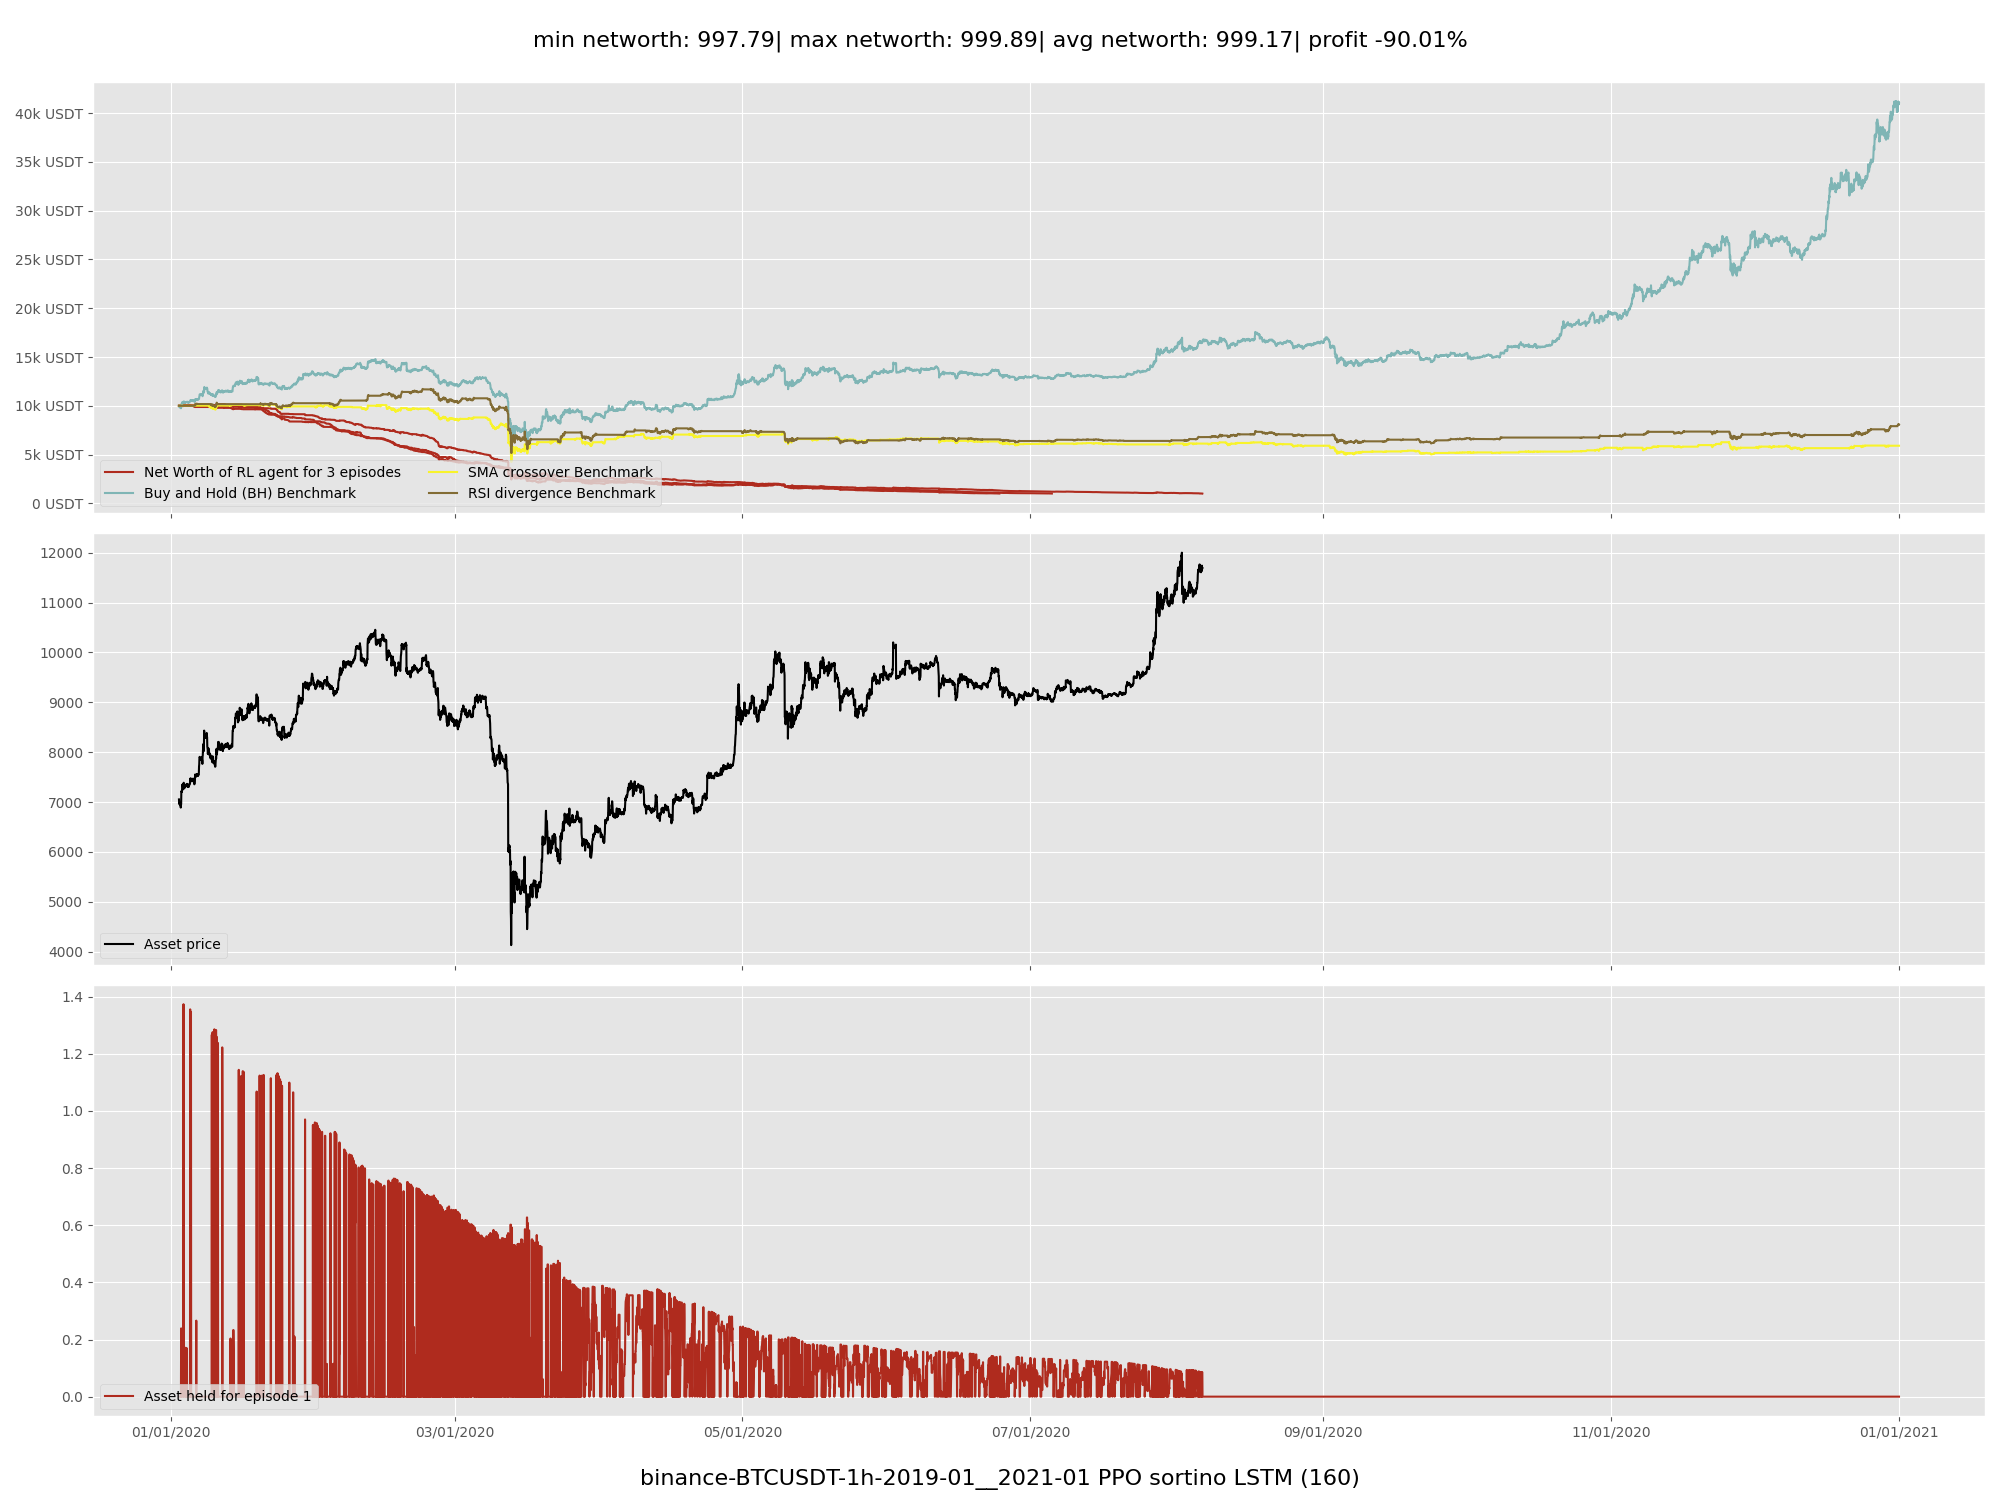 min networth: 997.79| max networth: 999.89| avg networth: 999.17| profit -90.01%
40k USDT
35k USDT
30k USDT
25k USDT
20k USDT
15k USDT
10k USDT
5k USDT
0 USDT
Net Worth of RL agent for 3 episodes
Buy and Hold (BH) Benchmark
SMA crossover Benchmark
RSI divergence Benchmark
12000
11000
10000
9000
8000
7000
6000
5000
4000
Asset price
1.4
1.2
1.0
0.8
0.6
0.4
0.2
0.0
Asset held for episode 1
01/01/2020 03/01/2020 05/01/2020 07/01/2020 09/01/2020 11/01/2020 01/01/2021
binance-BTCUSDT-1h-2019-01__2021-01 PPO sortino LSTM (160)